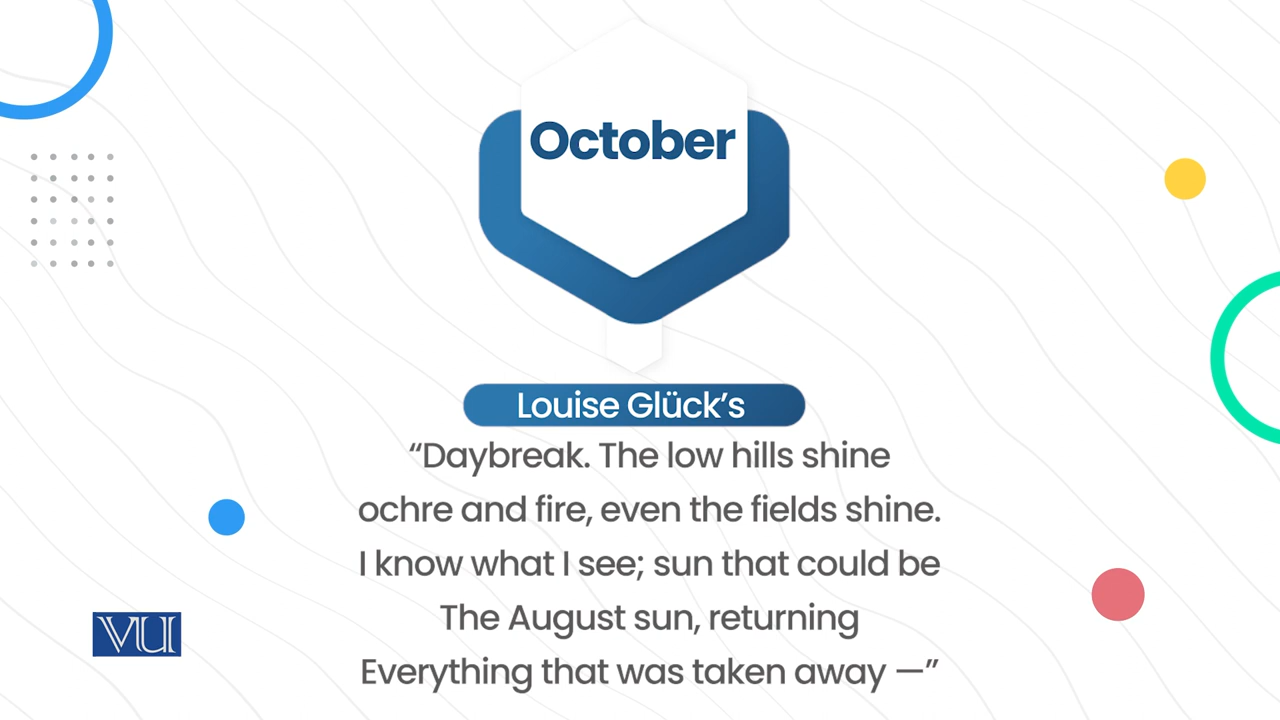 October
Louise Glück’s
“Daybreak. The low hills shine
ochre and fire, even the fields shine.
I know what I see; sun that could be
The August sun, returning
Everything that was taken away —”
VU